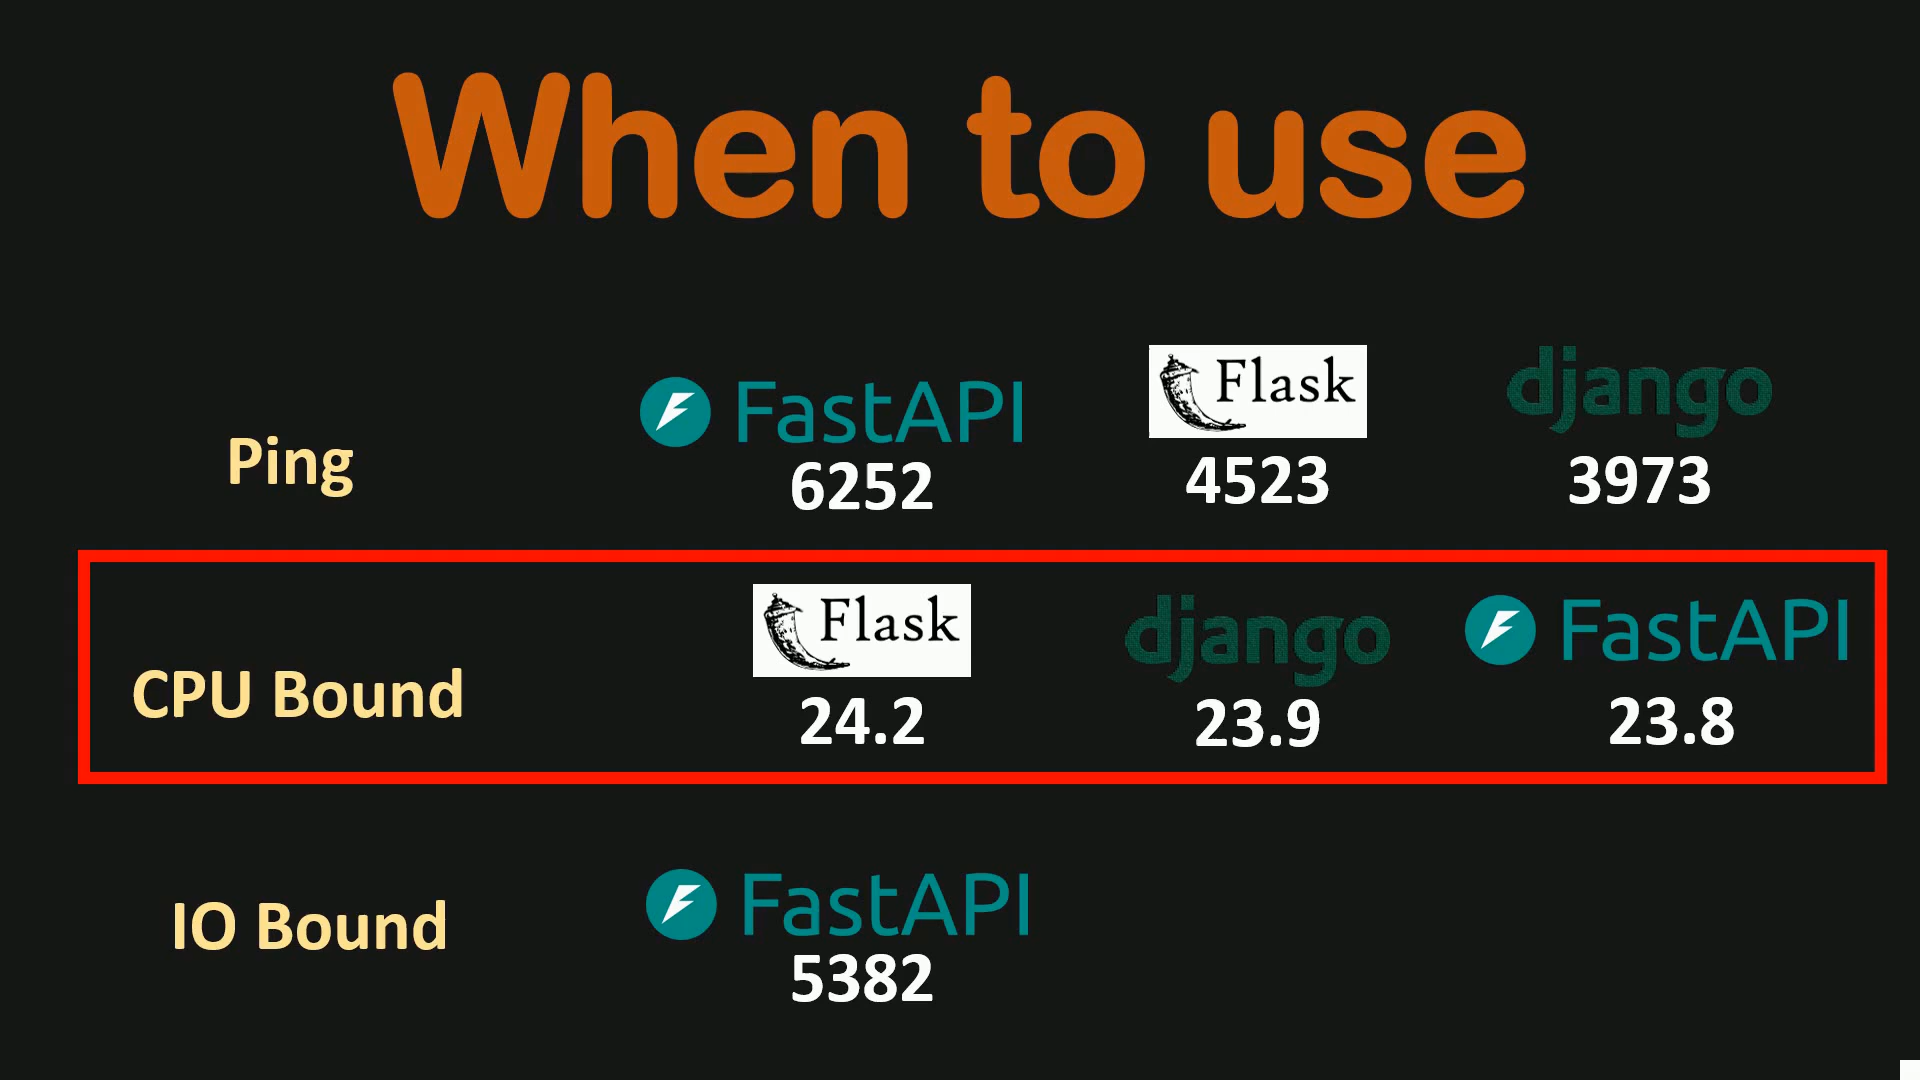 When to use
Ping
FastAPI
6252
Flask
4523
django
3973
CPU Bound
Flask
24.2
django
23.9
FastAPI
23.8
IO Bound
FastAPI
5382